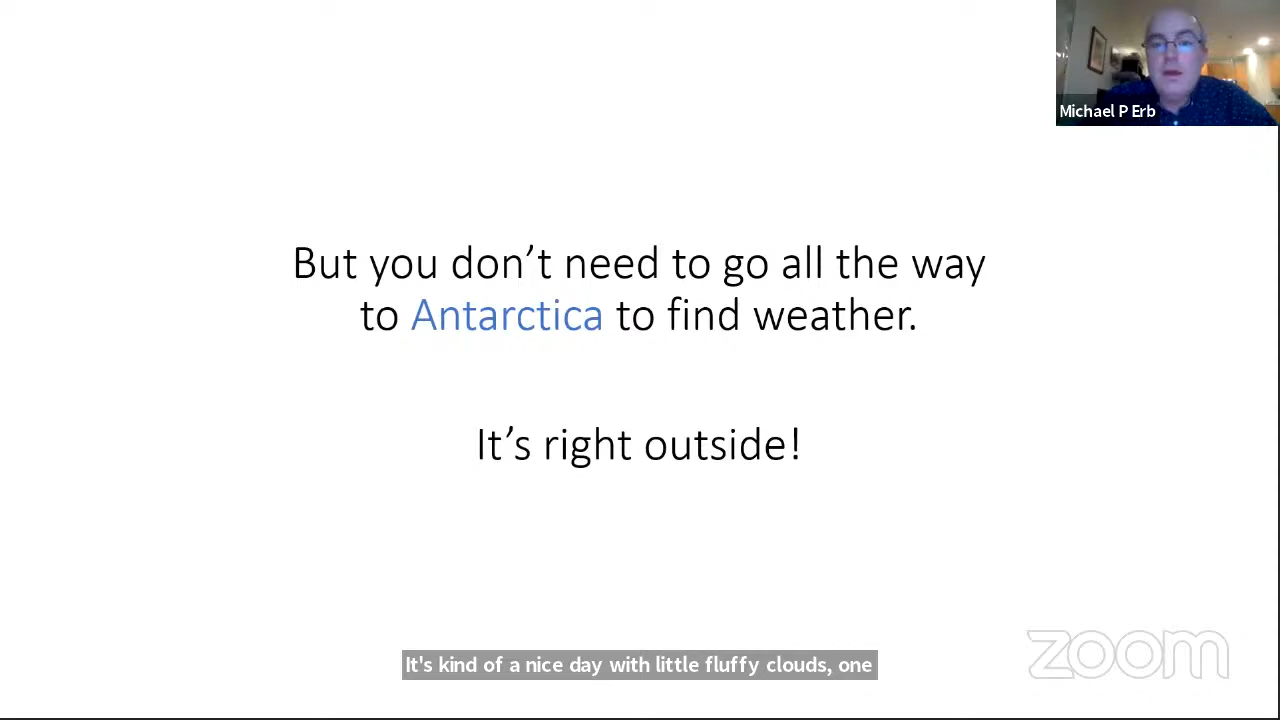 Michael P Erb
But you don’t need to go all the way
to Antarctica to find weather.
It’s right outside!
It's kind of a nice day with little fluffy clouds, one
zoom